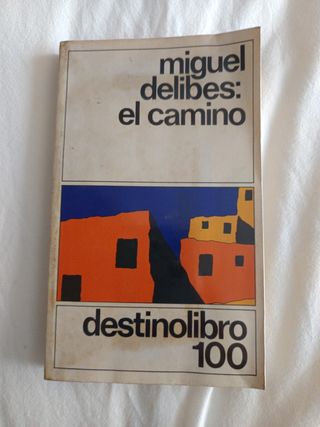 miguel
delibes:
el camino
destinolibro
100